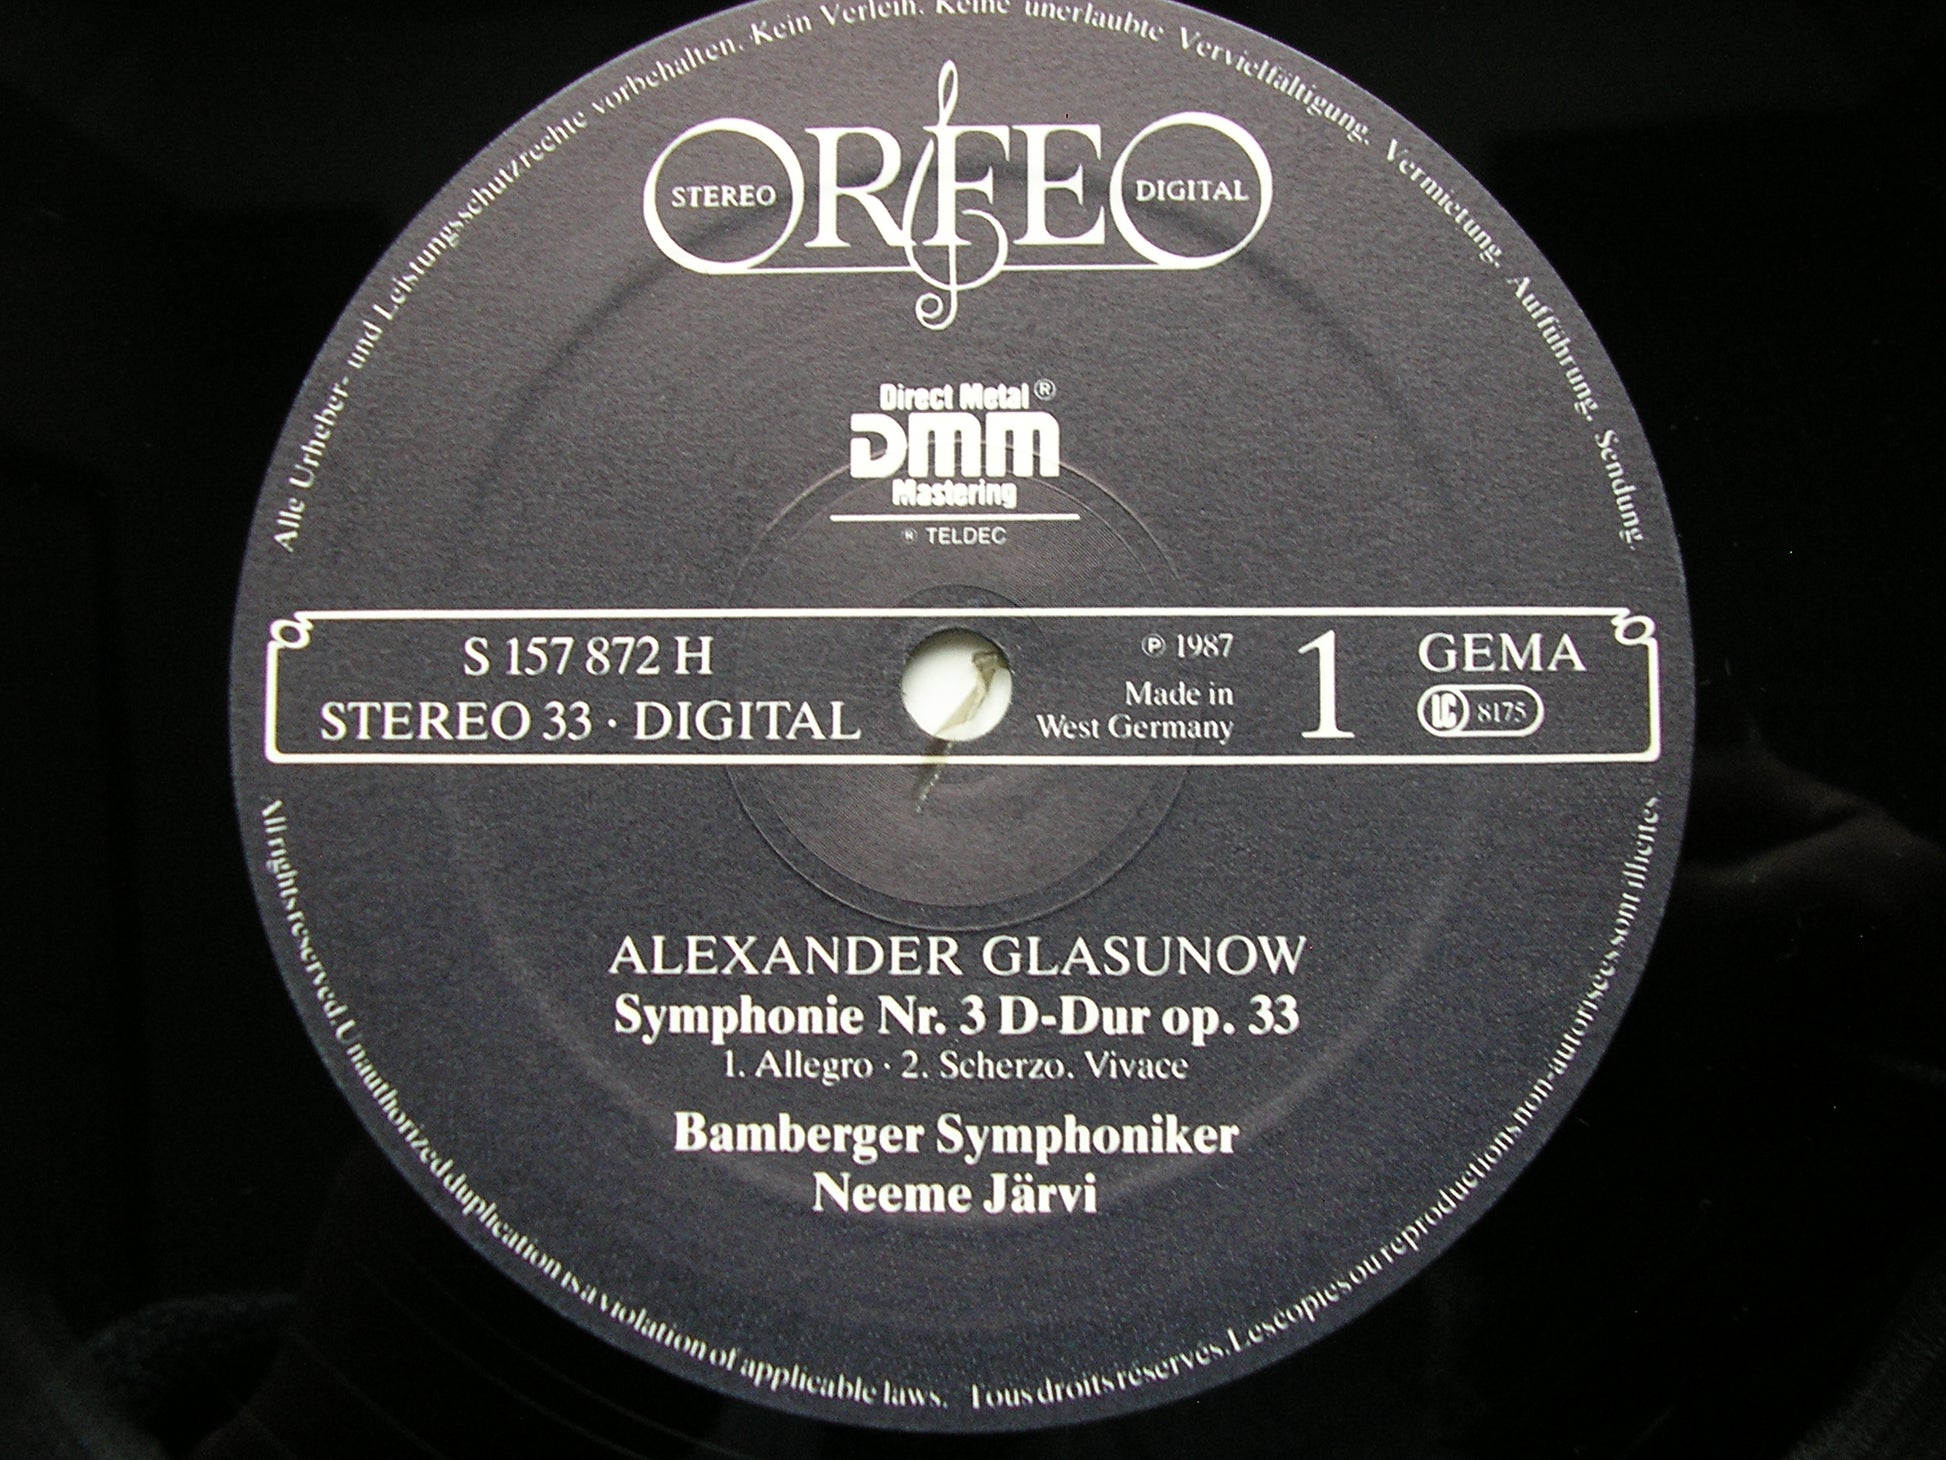 Alle Urheber- und Leistungsschutzrechte vorbehalten. Kein Verleih. Keine unerlaubte Vervielfältigung. Vermietung. Aufführung. Sendung.
ORFEO
STEREO
DIGITAL
Direct Metal ®
DMM
Mastering
® TELDEC
S 157 872 H
STEREO 33 · DIGITAL
℗ 1987
Made in
West Germany
1
GEMA
LC 8175
ALEXANDER GLASUNOW
Symphonie Nr. 3 D-Dur op. 33
1. Allegro · 2. Scherzo. Vivace
Bamberger Symphoniker
Neeme Järvi
All rights reserved. Unauthorized duplication is a violation of applicable laws. Tous droits réservés. Les copies ou reproductions non-autorisées sont illicites.